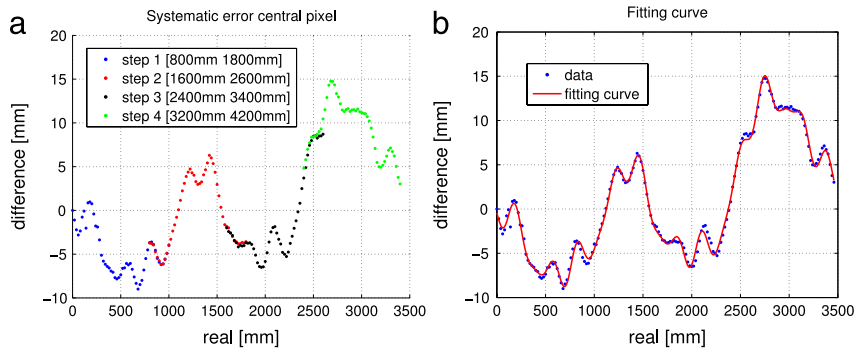 a
Systematic error central pixel
difference [mm]
20
15
10
5
0
−5
−10
step 1 [800mm 1800mm]
step 2 [1600mm 2600mm]
step 3 [2400mm 3400mm]
step 4 [3200mm 4200mm]
0 500 1000 1500 2000 2500 3000 3500
real [mm]
b
Fitting curve
difference [mm]
20
15
10
5
0
−5
−10
data
fitting curve
0 500 1000 1500 2000 2500 3000 3500
real [mm]